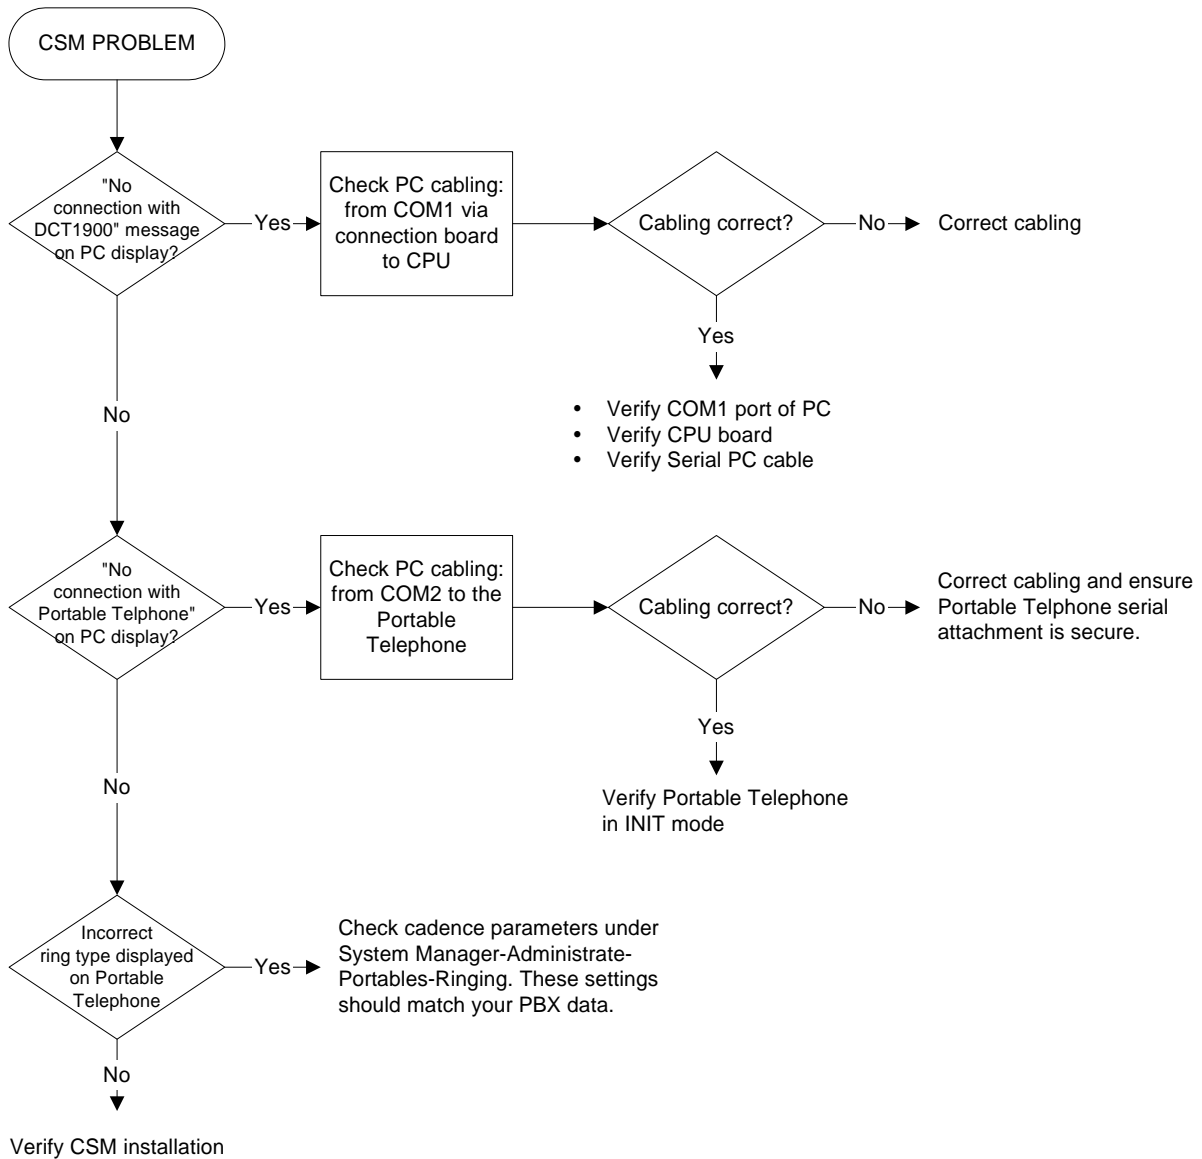 CSM PROBLEM
"No
connection with
DCT1900" message
on PC display?
Yes
Check PC cabling:
from COM1 via
connection board
to CPU
Cabling correct?
No
Correct cabling
Yes
• Verify COM1 port of PC
• Verify CPU board
• Verify Serial PC cable
No
"No
connection with
Portable Telphone"
on PC display?
Yes
Check PC cabling:
from COM2 to the
Portable
Telephone
Cabling correct?
No
Correct cabling and ensure
Portable Telphone serial
attachment is secure.
Yes
Verify Portable Telephone
in INIT mode
No
Incorrect
ring type displayed
on Portable
Telephone
Yes
Check cadence parameters under
System Manager-Administrate-
Portables-Ringing. These settings
should match your PBX data.
No
Verify CSM installation